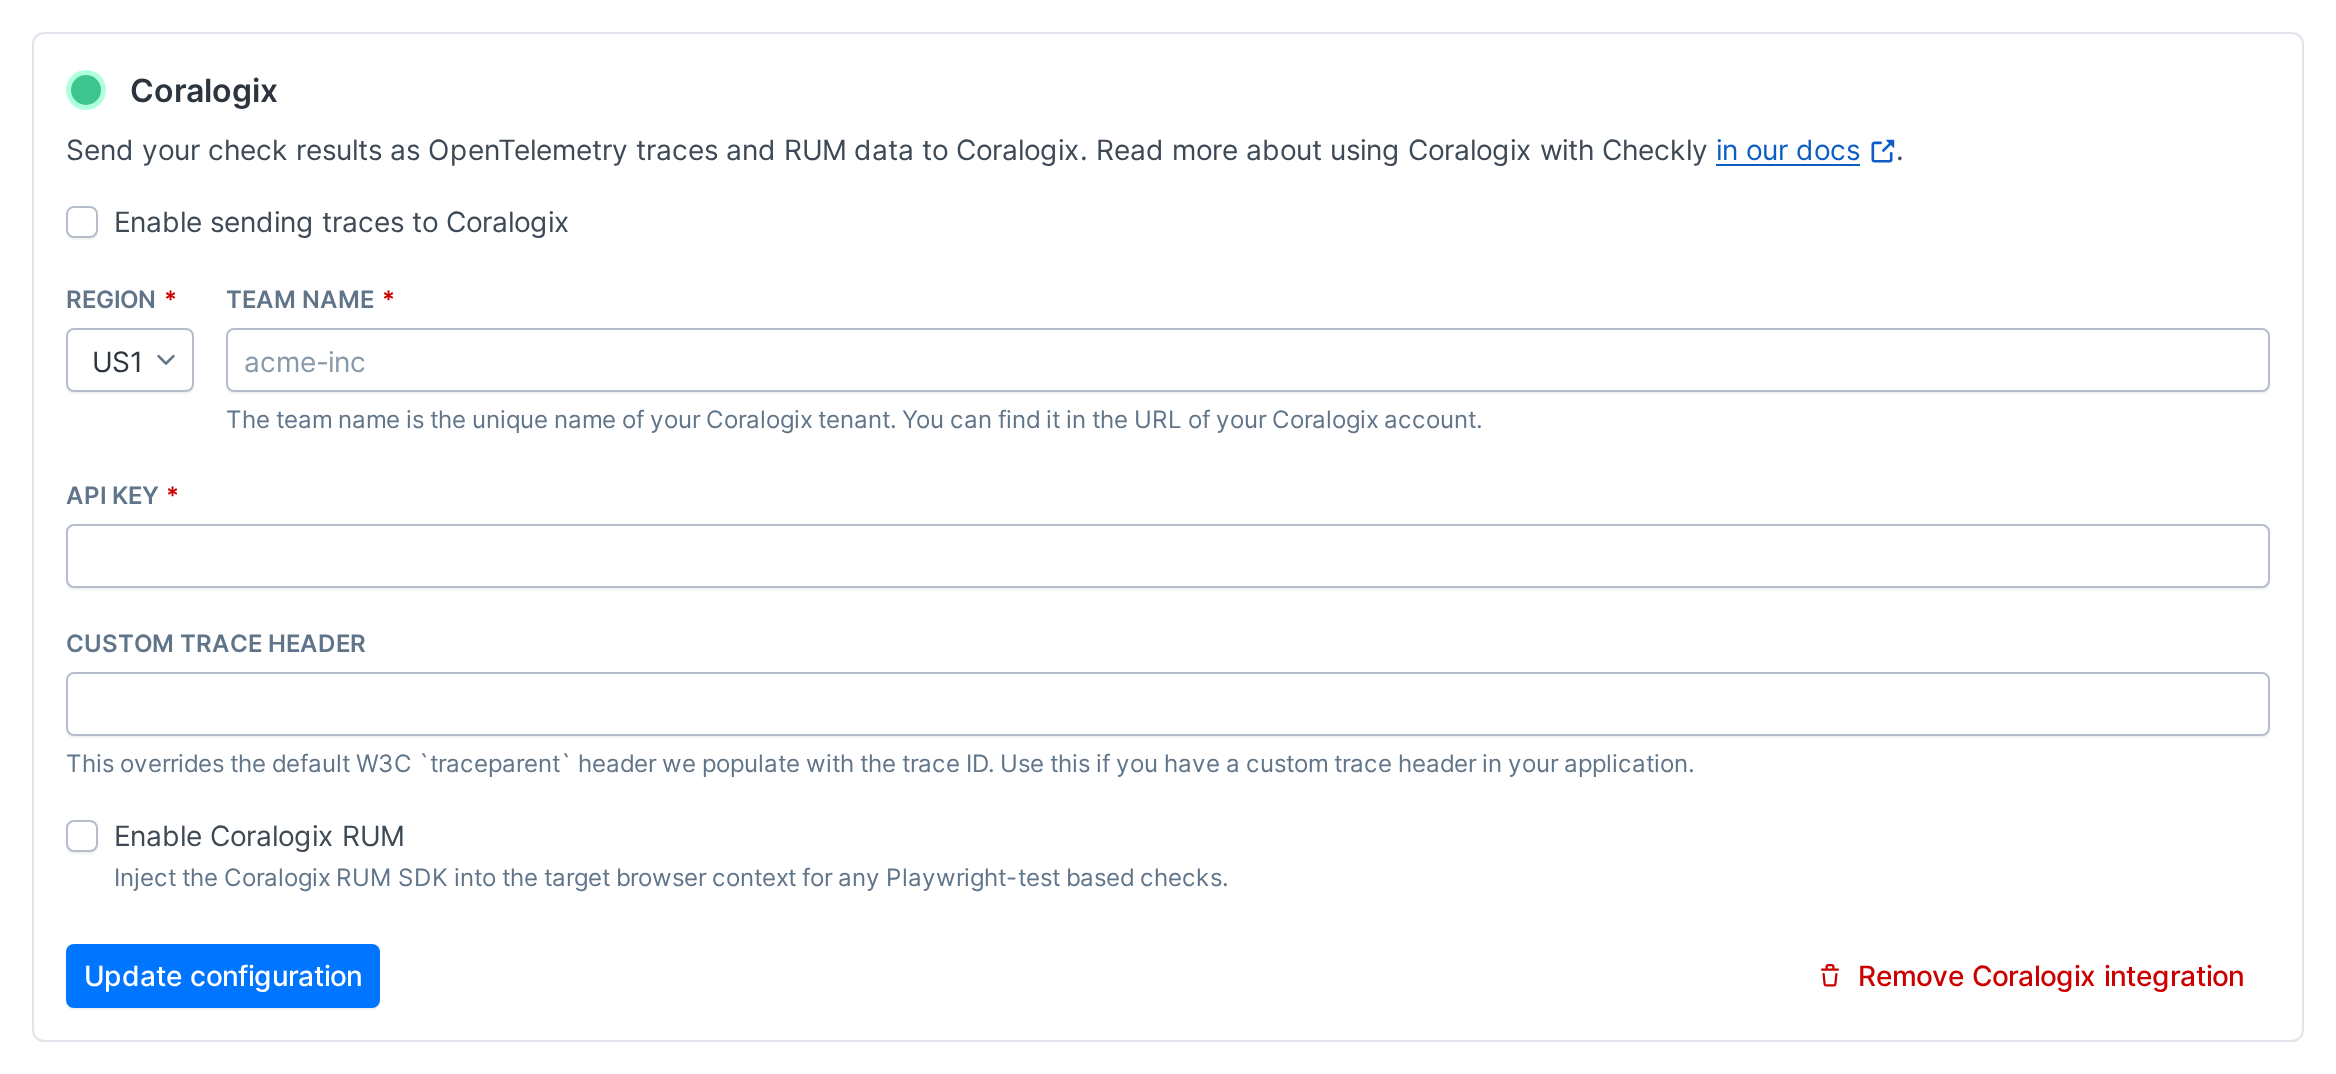 Coralogix
Send your check results as OpenTelemetry traces and RUM data to Coralogix. Read more about using Coralogix with Checkly in our docs.
Enable sending traces to Coralogix
REGION *
TEAM NAME *
US1
acme-inc
The team name is the unique name of your Coralogix tenant. You can find it in the URL of your Coralogix account.
API KEY *
CUSTOM TRACE HEADER
This overrides the default W3C `traceparent` header we populate with the trace ID. Use this if you have a custom trace header in your application.
Enable Coralogix RUM
Inject the Coralogix RUM SDK into the target browser context for any Playwright-test based checks.
Update configuration
Remove Coralogix integration